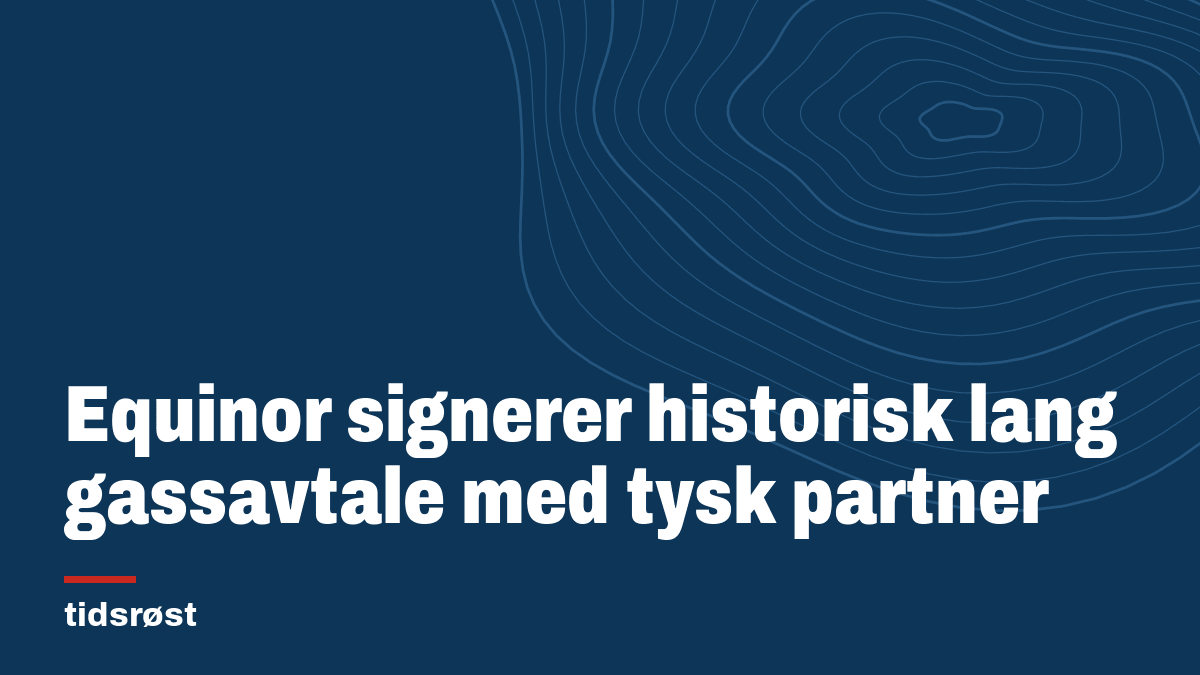 Equinor signerer historisk lang
gassavtale med tysk partner
tidsrøst